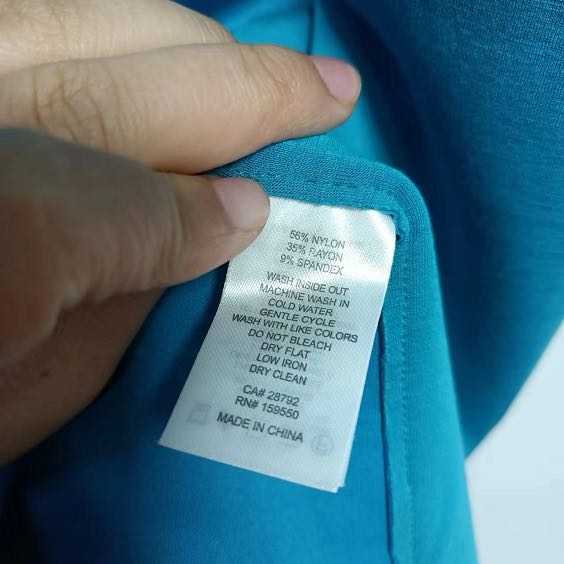 56% NYLON
35% RAYON
9% SPANDEX
WASH INSIDE OUT
MACHINE WASH IN
COLD WATER
GENTLE CYCLE
WASH WITH LIKE COLORS
DO NOT BLEACH
DRY FLAT
LOW IRON
DRY CLEAN
CA# 28792
RN# 159550
MADE IN CHINA